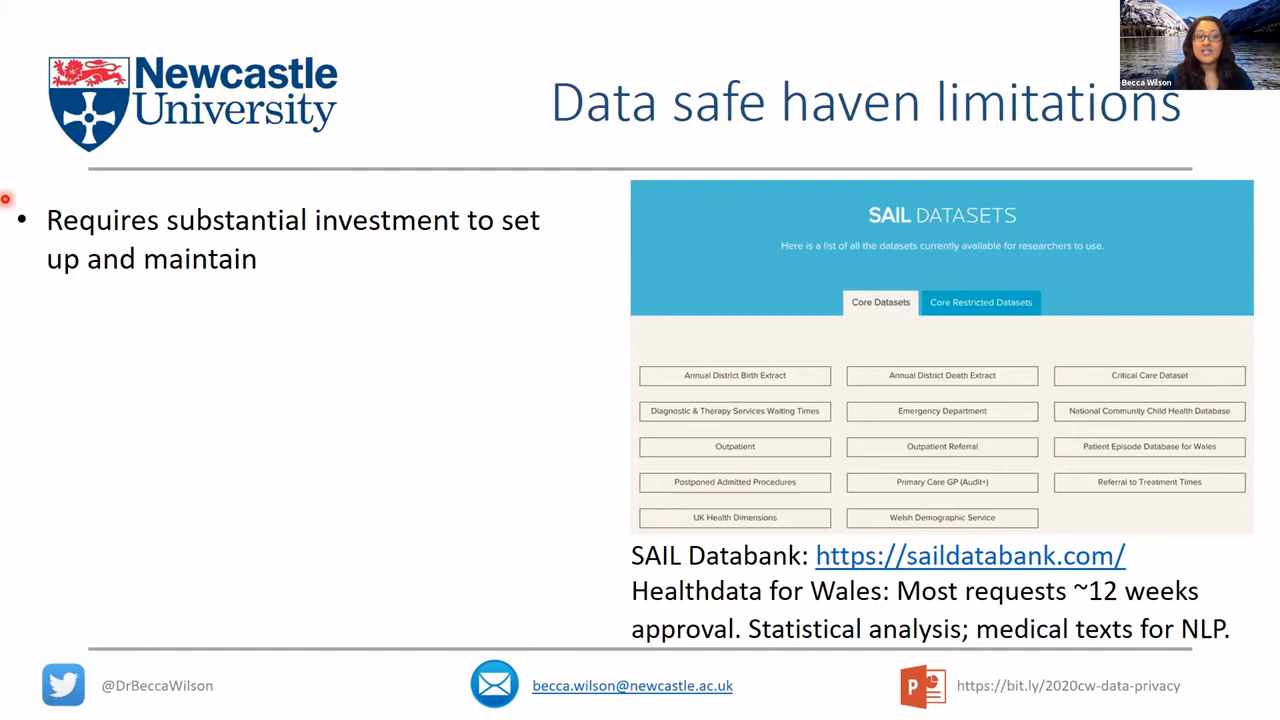 Newcastle
University
Data safe haven limitations
Becca Wilson
• Requires substantial investment to set
up and maintain
SAIL DATASETS
Here is a list of all the datasets currently available for researchers to use.
Core Datasets
Core Restricted Datasets
Annual District Birth Extract
Annual District Death Extract
Critical Care Dataset
Diagnostic & Therapy Services Waiting Times
Emergency Department
National Community Child Health Database
Outpatient
Outpatient Referral
Patient Episode Database for Wales
Postponed Admitted Procedures
Primary Care GP (Audit+)
Referral to Treatment Times
UK Health Dimensions
Welsh Demographic Service
SAIL Databank: https://saildatabank.com/
Healthdata for Wales: Most requests ~12 weeks
approval. Statistical analysis; medical texts for NLP.
@DrBeccaWilson
becca.wilson@newcastle.ac.uk
P
https://bit.ly/2020cw-data-privacy